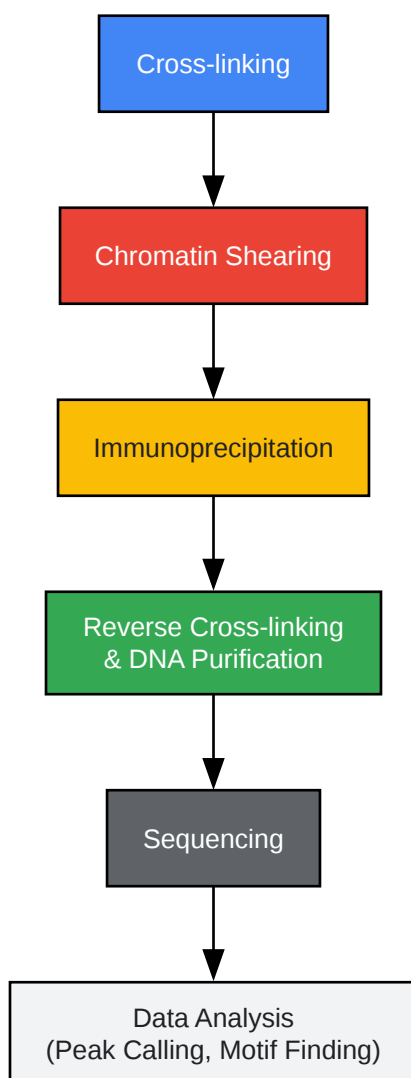 Cross-linking
Chromatin Shearing
Immunoprecipitation
Reverse Cross-linking
& DNA Purification
Sequencing
Data Analysis
(Peak Calling, Motif Finding)